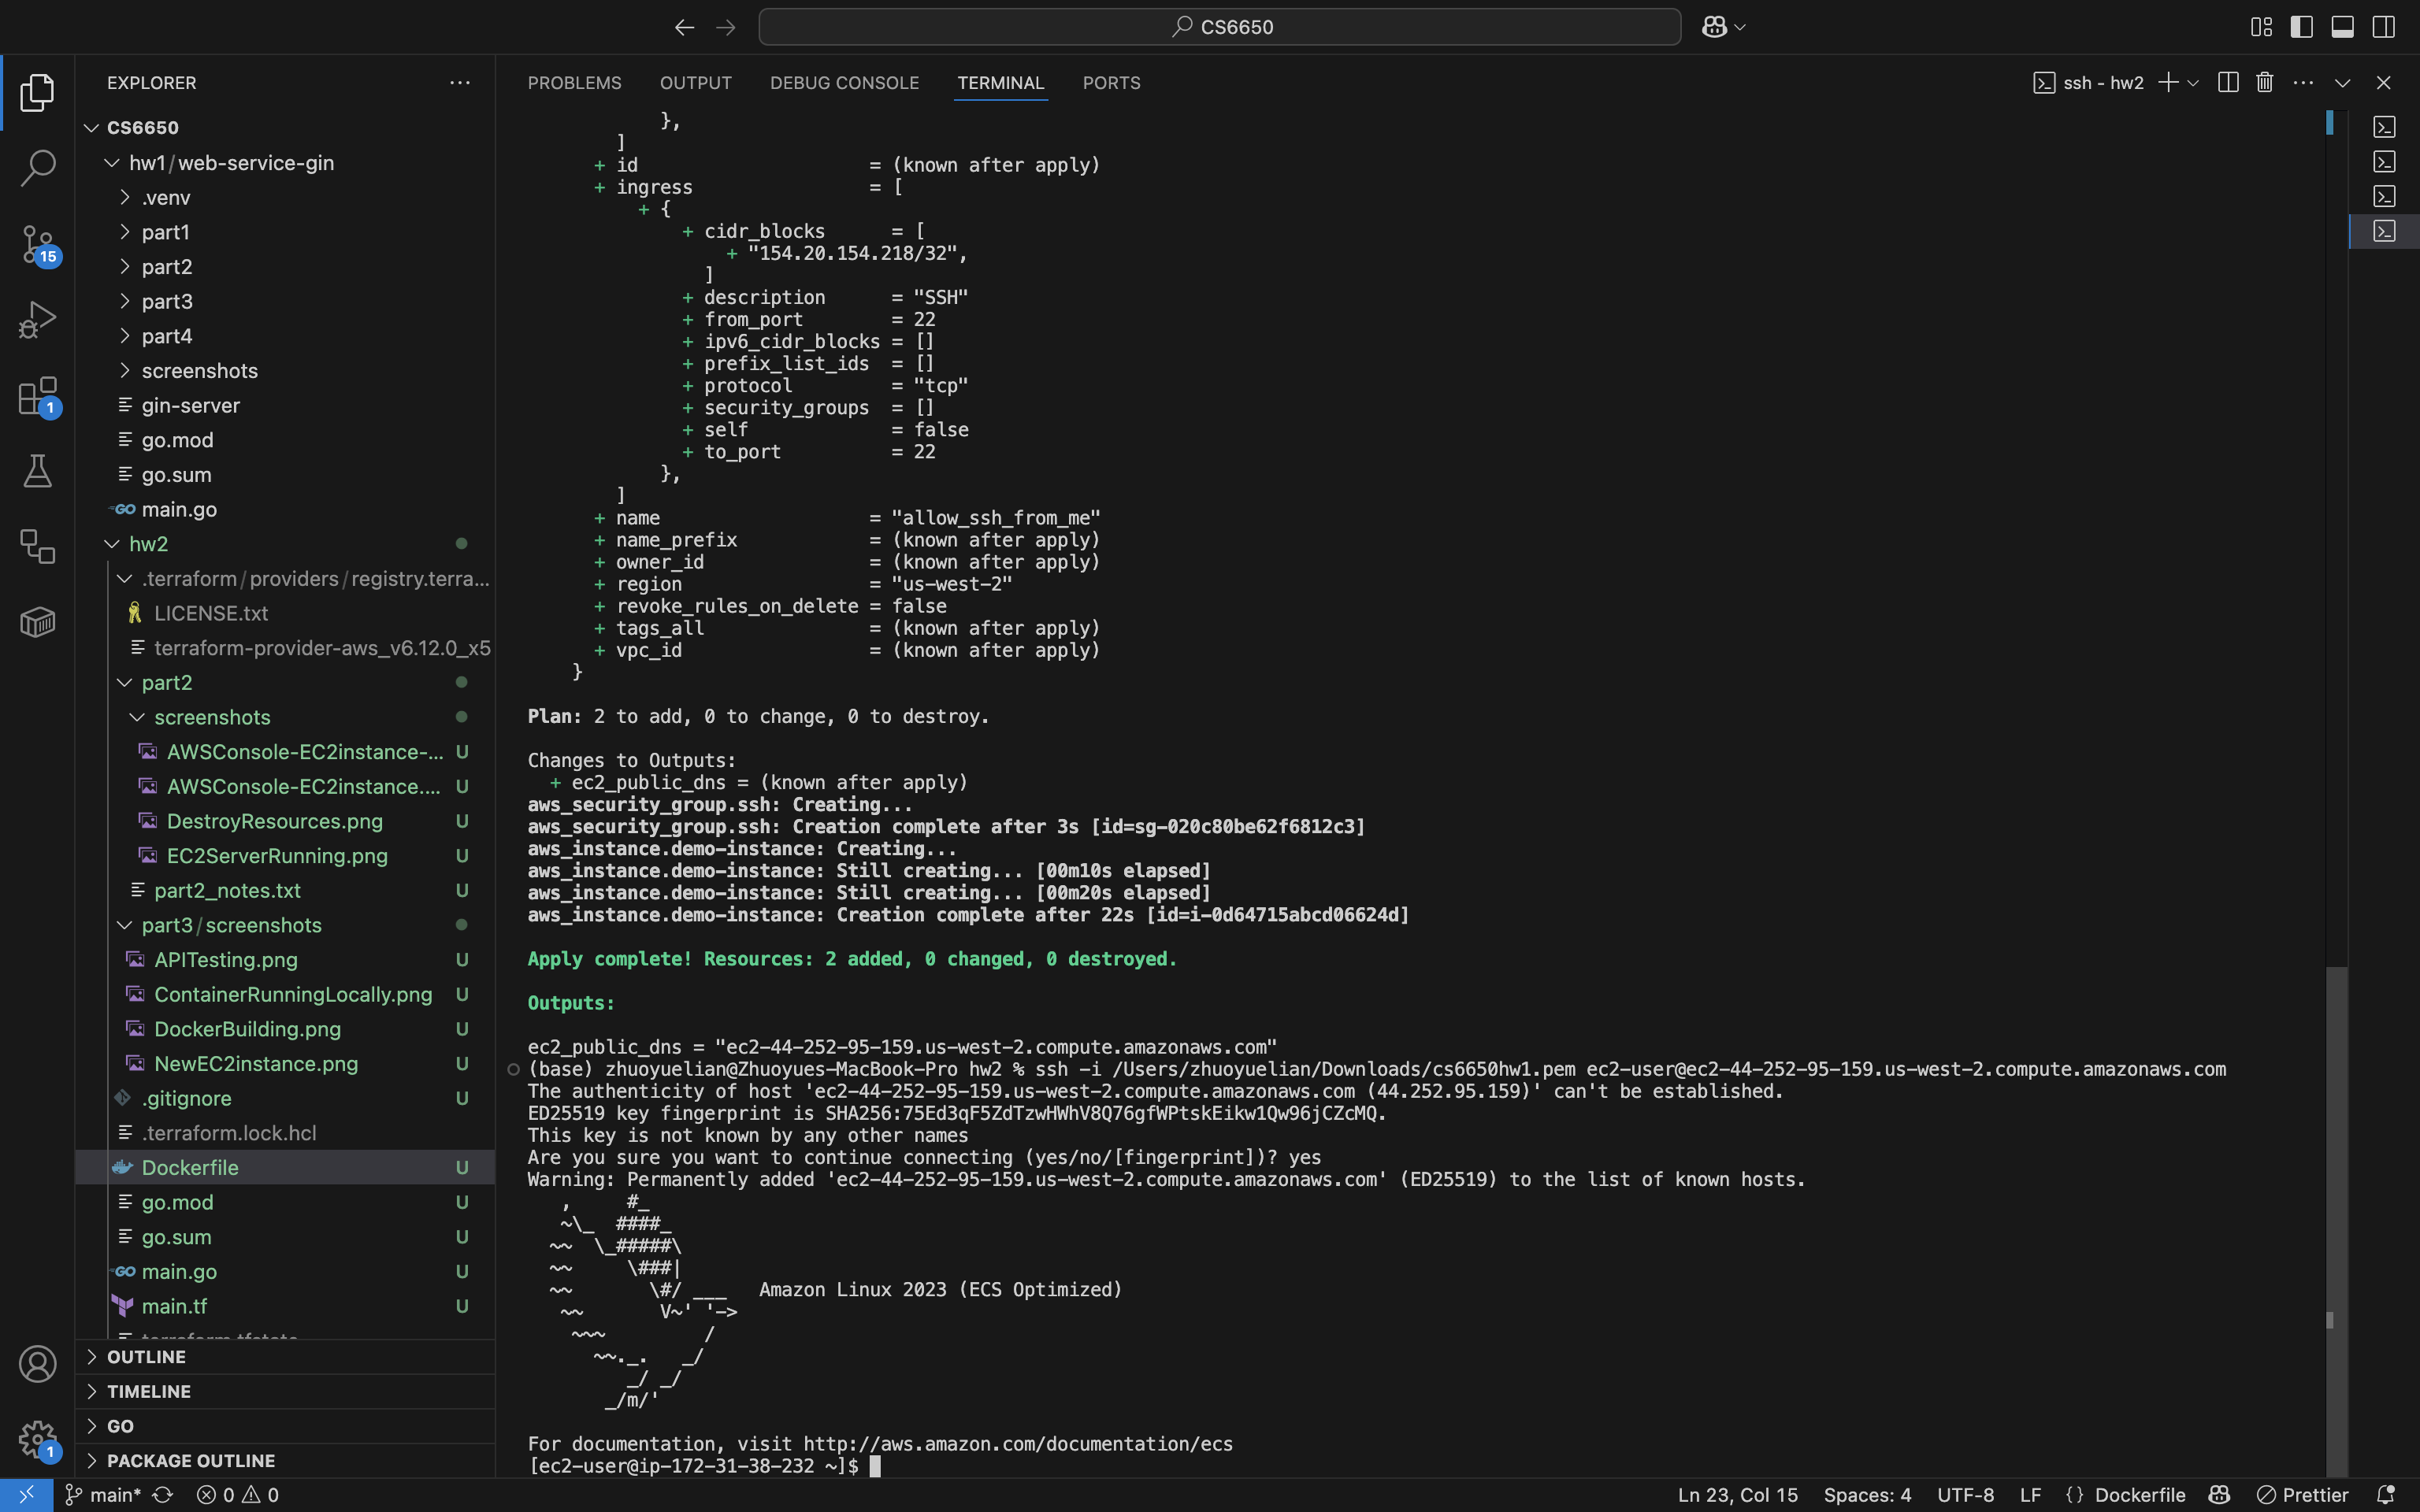 CS6650
EXPLORER
CS6650
hw1/web-service-gin
.venv
part1
part2
part3
part4
screenshots
gin-server
go.mod
go.sum
main.go
hw2
.terraform/providers/registry.terra...
LICENSE.txt
terraform-provider-aws_v6.12.0_x5
part2
screenshots
AWSConsole-EC2instance-... U
AWSConsole-EC2instance.... U
DestroyResources.png U
EC2ServerRunning.png U
part2_notes.txt U
part3/screenshots
APITesting.png U
ContainerRunningLocally.png U
DockerBuilding.png U
NewEC2instance.png U
.gitignore U
.terraform.lock.hcl
Dockerfile U
go.mod U
go.sum U
main.go U
main.tf U
terraform.tfstate
OUTLINE
TIMELINE
GO
PACKAGE OUTLINE
15
1
1
PROBLEMS OUTPUT DEBUG CONSOLE TERMINAL PORTS
ssh - hw2
},
]
+ id = (known after apply)
+ ingress = [
+ {
+ cidr_blocks = [
+ "154.20.154.218/32",
]
+ description = "SSH"
+ from_port = 22
+ ipv6_cidr_blocks = []
+ prefix_list_ids = []
+ protocol = "tcp"
+ security_groups = []
+ self = false
+ to_port = 22
},
]
+ name = "allow_ssh_from_me"
+ name_prefix = (known after apply)
+ owner_id = (known after apply)
+ region = "us-west-2"
+ revoke_rules_on_delete = false
+ tags_all = (known after apply)
+ vpc_id = (known after apply)
}
Plan: 2 to add, 0 to change, 0 to destroy.
Changes to Outputs:
+ ec2_public_dns = (known after apply)
aws_security_group.ssh: Creating...
aws_security_group.ssh: Creation complete after 3s [id=sg-020c80be62f6812c3]
aws_instance.demo-instance: Creating...
aws_instance.demo-instance: Still creating... [00m10s elapsed]
aws_instance.demo-instance: Still creating... [00m20s elapsed]
aws_instance.demo-instance: Creation complete after 22s [id=i-0d64715abcd06624d]
Apply complete! Resources: 2 added, 0 changed, 0 destroyed.
Outputs:
ec2_public_dns = "ec2-44-252-95-159.us-west-2.compute.amazonaws.com"
(base) zhuoyuelian@Zhuoyues-MacBook-Pro hw2 % ssh -i /Users/zhuoyuelian/Downloads/cs6650hw1.pem ec2-user@ec2-44-252-95-159.us-west-2.compute.amazonaws.com
The authenticity of host 'ec2-44-252-95-159.us-west-2.compute.amazonaws.com (44.252.95.159)' can't be established.
ED25519 key fingerprint is SHA256:75Ed3qF5ZdTzwHWhV8Q76gfWPtskEikw1Qw96jCZcMQ.
This key is not known by any other names
Are you sure you want to continue connecting (yes/no/[fingerprint])? yes
Warning: Permanently added 'ec2-44-252-95-159.us-west-2.compute.amazonaws.com' (ED25519) to the list of known hosts.
   ,     #_
   ~\_  ####_
  ~~  \_#####\
  ~~     \###|
  ~~       \#/ ___   Amazon Linux 2023 (ECS Optimized)
   ~~       V~' '->
    ~~~         /
      ~~._.   _/
         _/ _/
       _/m/'
For documentation, visit http://aws.amazon.com/documentation/ecs
[ec2-user@ip-172-31-38-232 ~]$
main* 0 0
Ln 23, Col 15 Spaces: 4 UTF-8 LF {} Dockerfile Prettier